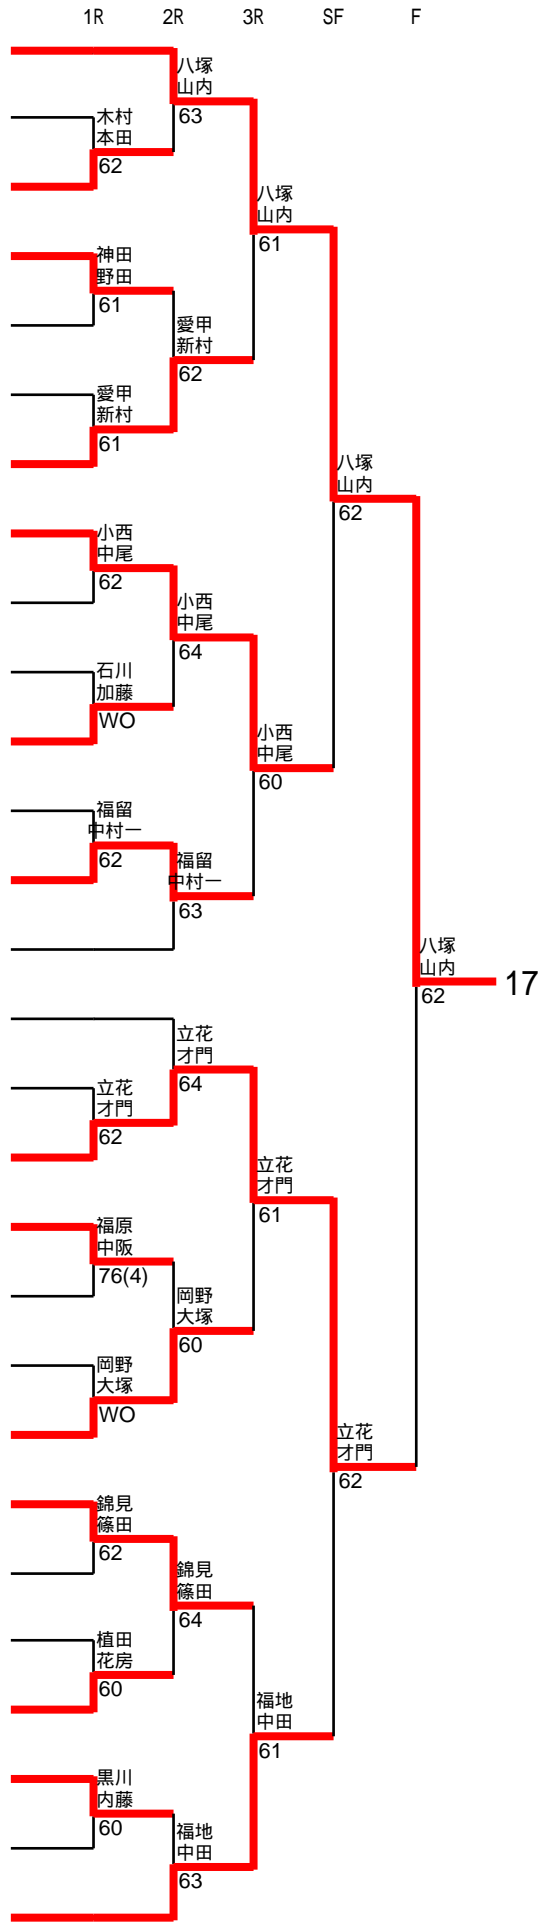 1R 2R 3R SF F
八塚
山内
63
木村
本田
62
八塚
山内
61
神田
野田
61
愛甲
新村
62
愛甲
新村
61
八塚
山内
62
小西
中尾
62
小西
中尾
64
石川
加藤
WO
小西
中尾
60
福留
中村一
62
福留
中村一
63
八塚
山内
62
17
立花
才門
64
立花
才門
62
立花
才門
61
福原
中阪
76(4)
岡野
大塚
60
岡野
大塚
WO
立花
才門
62
錦見
篠田
62
錦見
篠田
64
植田
花房
60
福地
中田
61
黒川
内藤
60
福地
中田
63